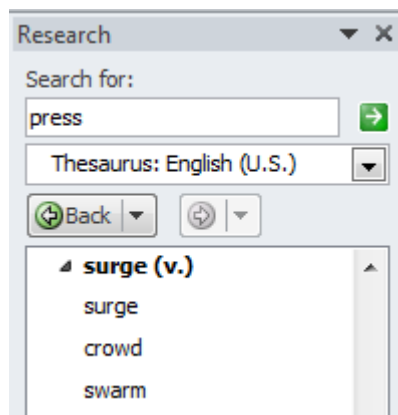 Research
Search for:
press
Thesaurus: English (U.S.)
Back
surge (v.)
surge
crowd
swarm